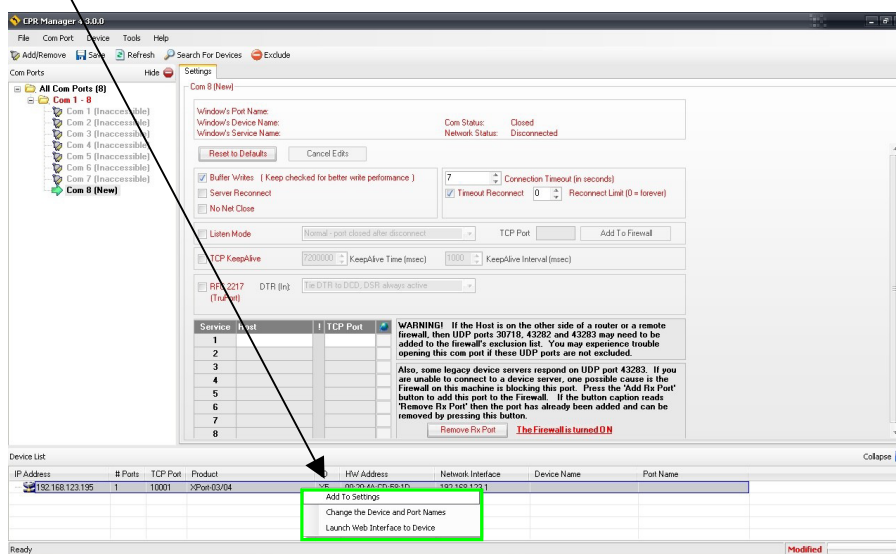 CPR Manager 4.3.0.0
File Com Port Device Tools Help
Add/Remove Save Refresh Search For Devices Exclude
Com Ports Hide
All Com Ports (8)
Com 1 - 8
Com 1 (Inaccessible)
Com 2 (Inaccessible)
Com 3 (Inaccessible)
Com 4 (Inaccessible)
Com 5 (Inaccessible)
Com 6 (Inaccessible)
Com 7 (Inaccessible)
Com 8 (New)
Settings
Com 8 (New)
Window's Port Name:
Window's Device Name: Com Status: Closed
Window's Service Name: Network Status: Disconnected
Reset to Defaults Cancel Edits
Buffer Writes ( Keep checked for better write performance )
Server Reconnect
No Net Close
7 Connection Timeout (in seconds)
Timeout Reconnect 0 Reconnect Limit (0 = forever)
Listen Mode Normal - port closed after disconnect TCP Port Add To Firewall
TCP KeepAlive 7200000 KeepAlive Time (msec) 1000 KeepAlive Interval (msec)
RFC 2217 DTR (In): Tie DTR to DCD, DSR always active
(TruPort)
Service Host ! TCP Port
1
2
3
4
5
6
7
8
WARNING! If the Host is on the other side of a router or a remote
firewall, then UDP ports 30718, 43282 and 43283 may need to be
added to the firewall's exclusion list. You may experience trouble
opening this com port if these UDP ports are not excluded.
Also, some legacy device servers respond on UDP port 43283. If you
are unable to connect to a device server, one possible cause is the
Firewall on this machine is blocking this port. Press the 'Add Rx Port'
button to add this port to the Firewall. If the button caption reads
'Remove Rx Port' then the port has already been added and can be
removed by pressing this button.
Remove Rx Port The Firewall is turned ON
Device List Collapse
IP Address # Ports TCP Port Product HW Address Network Interface Device Name Port Name
192.168.123.195 1 10001 XPort-03/04 X5 00:20:4A:CD:58:1D 192.168.123.1
Add To Settings
Change the Device and Port Names
Launch Web Interface to Device
Ready Modified